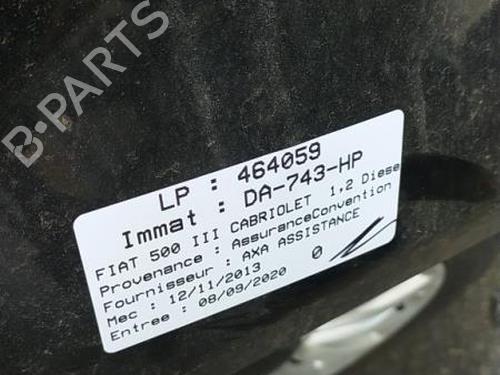 B-PARTS
LP : 464059
Immat : DA-743-HP
FIAT 500 III CABRIOLET 1,2 Diese
Provenance : AssuranceConvention
Fournisseur : AXA ASSISTANCE
Mec : 12/11/2013 0
Entree : 08/09/2020